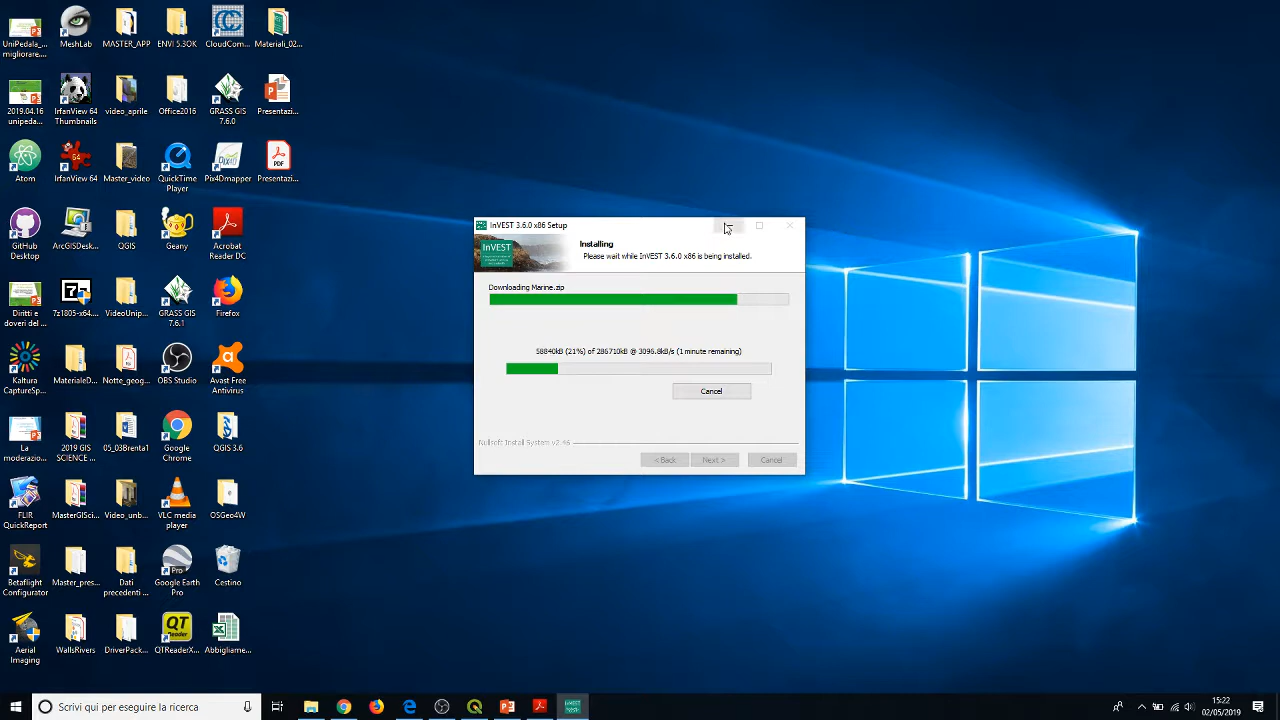 UniPedala_...
migliorare...
MeshLab
MASTER_APP
ENVI 5.3OK
CloudCom...
Materiali_02...
2019.04.16
unipeda...
IrfanView 64
Thumbnails
video_aprile
Office2016
GRASS GIS
7.6.0
Presentazi...
Atom
64
IrfanView 64
Master_video
QuickTime
Player
Pix4D
Pix4Dmapper
PDF
Presentazi...
GitHub
Desktop
ArcGISDesk...
QGIS
Geany
Acrobat
Reader DC
Diritti e
doveri del ...
7z
7z1805-x64...
VideoUnip...
GRASS GIS
7.6.1
Firefox
Kaltura
CaptureSp...
MaterialeD...
Notte_geog...
OBS Studio
Avast Free
Antivirus
La
moderazio...
2019 GIS
SCIENCE ...
05_03Brenta1
Google
Chrome
QGIS 3.6
FLIR
QuickReport
MasterGISci...
Video_unb...
VLC media
player
OSGeo4W
Betaflight
Configurator
Master_pres...
Dati
precedenti ...
Pro
Google Earth
Pro
Cestino
Aerial
Imaging
WallsRivers
DriverPack...
QT
Reader
QTReaderX...
Abbigliame...
InVEST 3.6.0 x86 Setup
InVEST
Installing
Please wait while InVEST 3.6.0 x86 is being installed.
Downloading Marine.zip
58840kB (21%) of 286710kB @ 3096.8kB/s (1 minute remaining)
Cancel
Nullsoft Install System v2.46
< Back
Next >
Cancel
Scrivi qui per eseguire la ricerca
15:22
02/05/2019